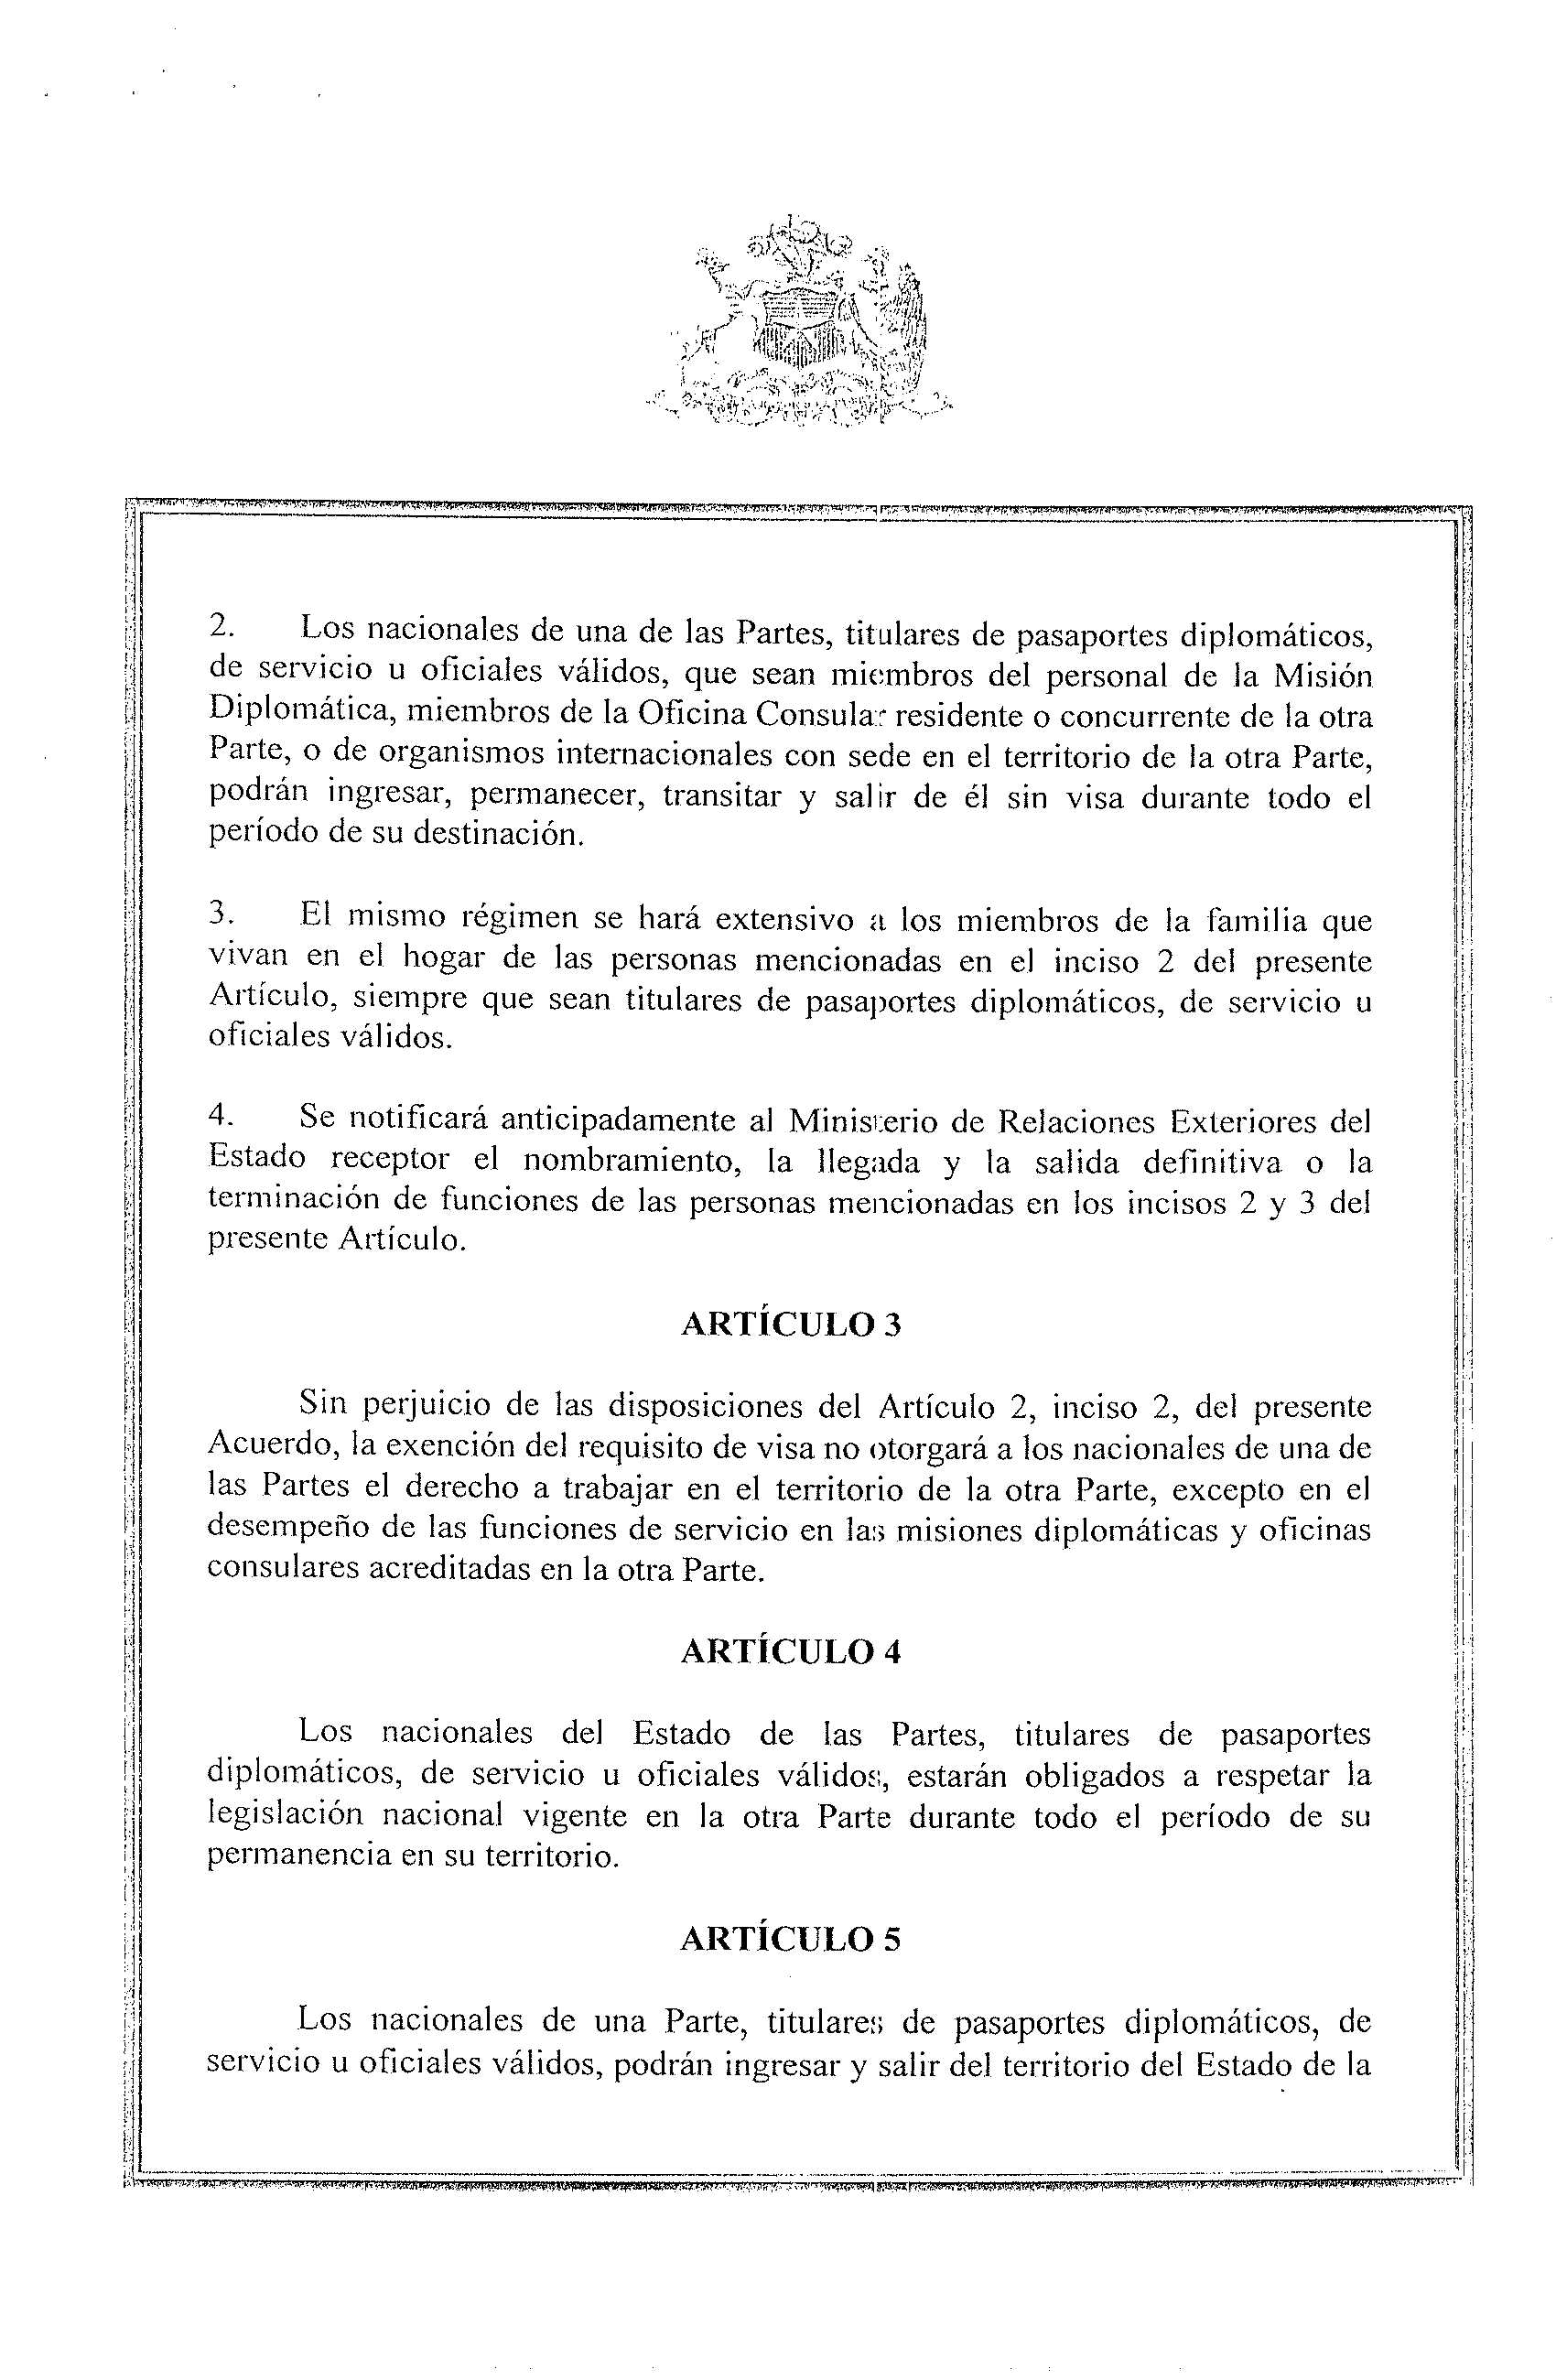 2. Los nacionales de una de las Partes, titulares de pasaportes diplomáticos,
de servicio u oficiales válidos, que sean miembros del personal de la Misión
Diplomática, miembros de la Oficina Consular residente o concurrente de la otra
Parte, o de organismos internacionales con sede en el territorio de la otra Parte,
podrán ingresar, permanecer, transitar y salir de él sin visa durante todo el
período de su destinación.
3. El mismo régimen se hará extensivo a los miembros de la familia que
vivan en el hogar de las personas mencionadas en el inciso 2 del presente
Artículo, siempre que sean titulares de pasaportes diplomáticos, de servicio u
oficiales válidos.
4. Se notificará anticipadamente al Ministerio de Relaciones Exteriores del
Estado receptor el nombramiento, la llegada y la salida definitiva o la
terminación de funciones de las personas mencionadas en los incisos 2 y 3 del
presente Artículo.
ARTÍCULO 3
Sin perjuicio de las disposiciones del Artículo 2, inciso 2, del presente
Acuerdo, la exención del requisito de visa no otorgará a los nacionales de una de
las Partes el derecho a trabajar en el territorio de la otra Parte, excepto en el
desempeño de las funciones de servicio en las misiones diplomáticas y oficinas
consulares acreditadas en la otra Parte.
ARTÍCULO 4
Los nacionales del Estado de las Partes, titulares de pasaportes
diplomáticos, de servicio u oficiales válidos, estarán obligados a respetar la
legislación nacional vigente en la otra Parte durante todo el período de su
permanencia en su territorio.
ARTÍCULO 5
Los nacionales de una Parte, titulares de pasaportes diplomáticos, de
servicio u oficiales válidos, podrán ingresar y salir del territorio del Estado de la